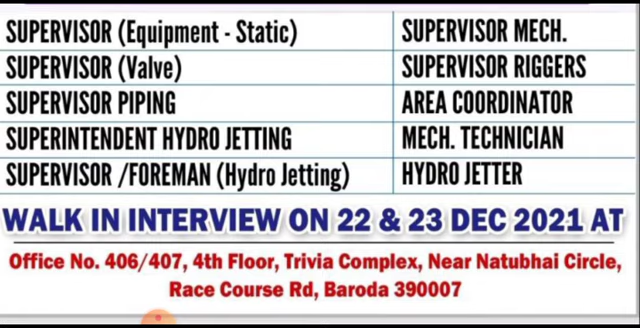 SUPERVISOR (Equipment - Static) SUPERVISOR MECH.
SUPERVISOR (Valve) SUPERVISOR RIGGERS
SUPERVISOR PIPING AREA COORDINATOR
SUPERINTENDENT HYDRO JETTING MECH. TECHNICIAN
SUPERVISOR /FOREMAN (Hydro Jetting) HYDRO JETTER
WALK IN INTERVIEW ON 22 & 23 DEC 2021 AT
Office No. 406/407, 4th Floor, Trivia Complex, Near Natubhai Circle,
Race Course Rd, Baroda 390007